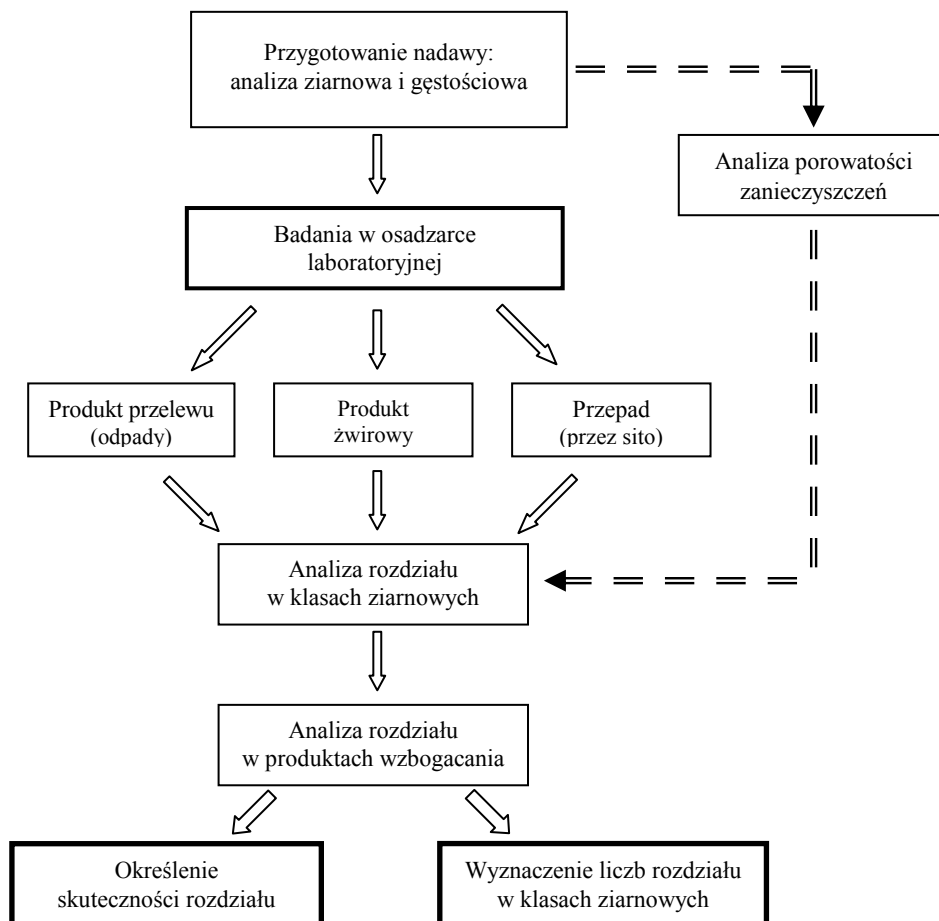 Przygotowanie nadawy:
analiza ziarnowa i gęstościowa
Analiza porowatości
zanieczyszczeń
Badania w osadzarce
laboratoryjnej
Produkt przelewu
(odpady)
Produkt
żwirowy
Przepad
(przez sito)
Analiza rozdziału
w klasach ziarnowych
Analiza rozdziału
w produktach wzbogacania
Określenie
skuteczności rozdziału
Wyznaczenie liczb rozdziału
w klasach ziarnowych